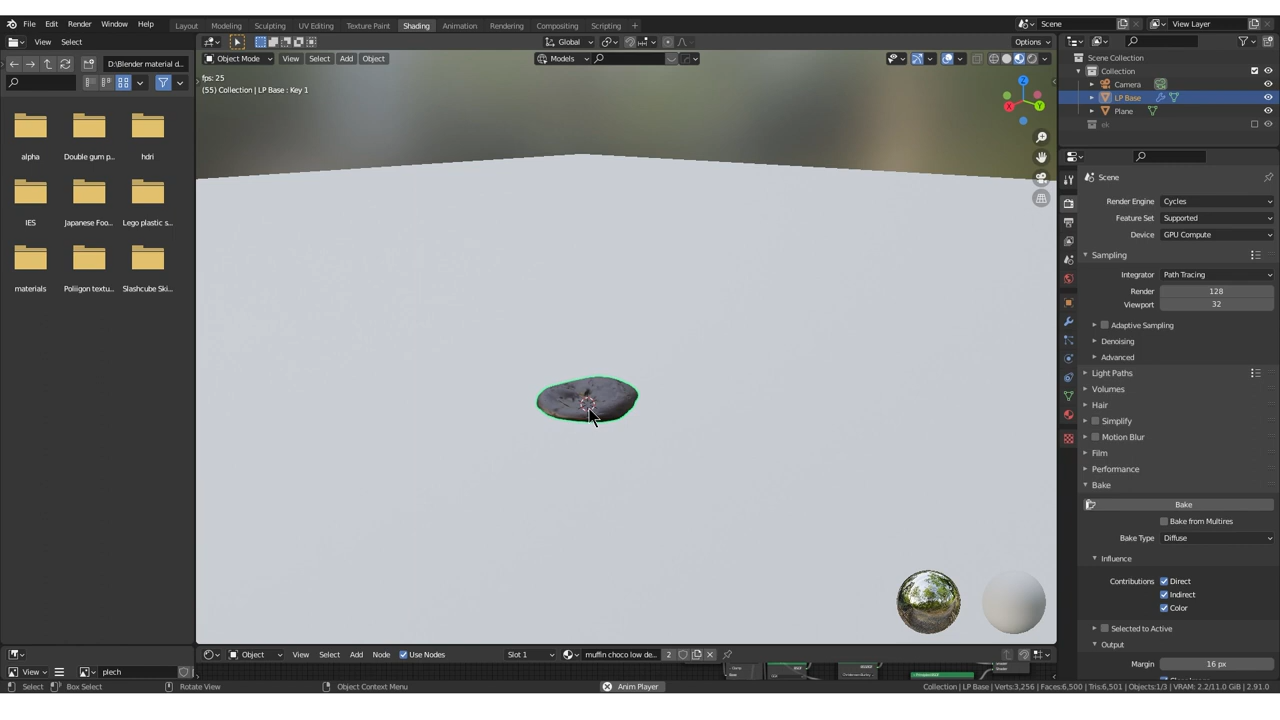 File Edit Render Window Help Layout Modeling Sculpting UV Editing Texture Paint Shading Animation Rendering Compositing Scripting + Scene View Layer
View Select Global Options
D:\Blender material d... Object Mode View Select Add Object Models Scene Collection
Collection
fps: 25 Camera
(55) Collection | LP Base : Key 1 LP Base
Plane
ek
alpha Double gum p... hdri
Scene
Render Engine Cycles
Feature Set Supported
IES Japanese Foo... Lego plastic s...
Device GPU Compute
Sampling
Integrator Path Tracing
materials Poliigon textu... Slashcube Ski...
Render 128
Viewport 32
Adaptive Sampling
Denoising
Advanced
Light Paths
Volumes
Hair
Simplify
Motion Blur
Film
Performance
Bake
Bake
Bake from Multires
Bake Type Diffuse
Influence
Contributions Direct
Indirect
Color
Selected to Active
Output
Margin 16 px
Object View Select Add Node Use Nodes Slot 1 muffin choco low de... 2
View plech
Select Box Select Rotate View Object Context Menu Anim Player Collection | LP Base | Verts:3,256 | Faces:6,500 | Tris:6,501 | Objects:1/3 | VRAM: 2.2/11.0 GiB | 2.91.0